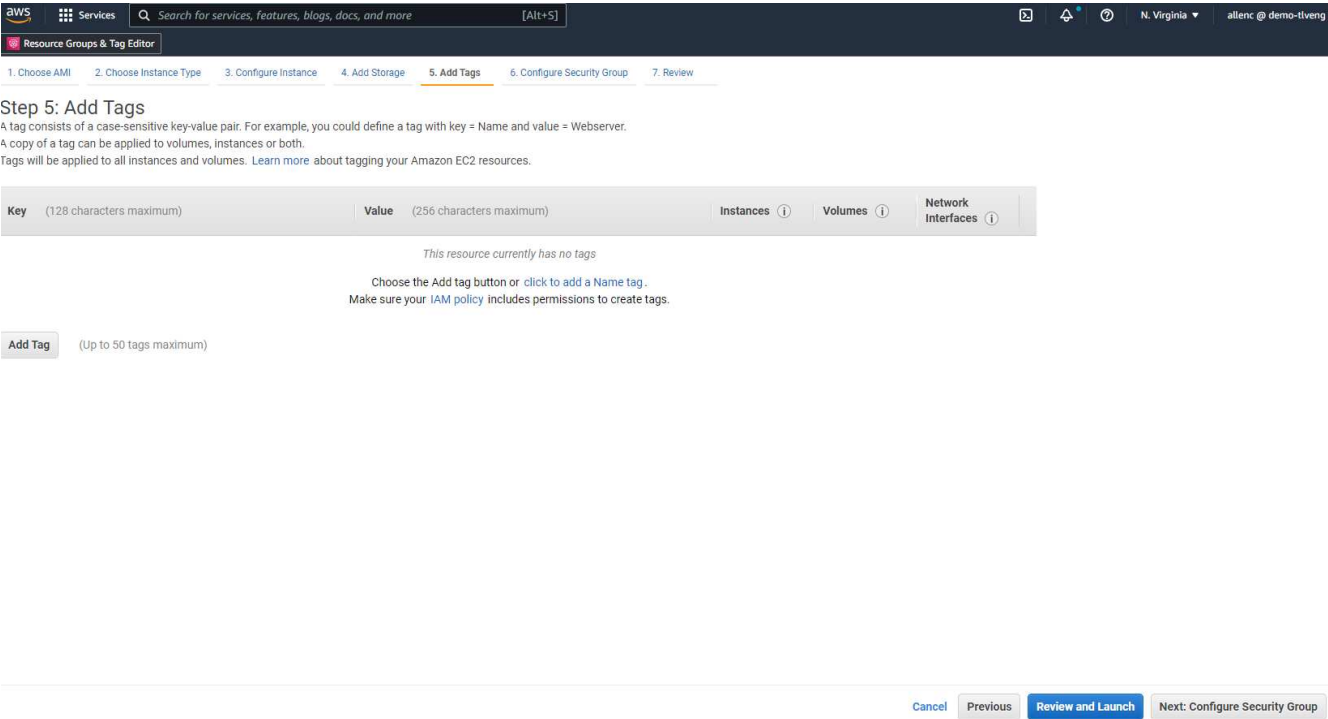 aws Services Search for services, features, blogs, docs, and more [Alt+S] N. Virginia ▼ allenc @ demo-tlveng
Resource Groups & Tag Editor
1. Choose AMI 2. Choose Instance Type 3. Configure Instance 4. Add Storage 5. Add Tags 6. Configure Security Group 7. Review
Step 5: Add Tags
A tag consists of a case-sensitive key-value pair. For example, you could define a tag with key = Name and value = Webserver.
A copy of a tag can be applied to volumes, instances or both.
Tags will be applied to all instances and volumes. Learn more about tagging your Amazon EC2 resources.
Key (128 characters maximum) Value (256 characters maximum) Instances i Volumes i Network
Interfaces i
This resource currently has no tags
Choose the Add tag button or click to add a Name tag.
Make sure your IAM policy includes permissions to create tags.
Add Tag (Up to 50 tags maximum)
Cancel Previous Review and Launch Next: Configure Security Group